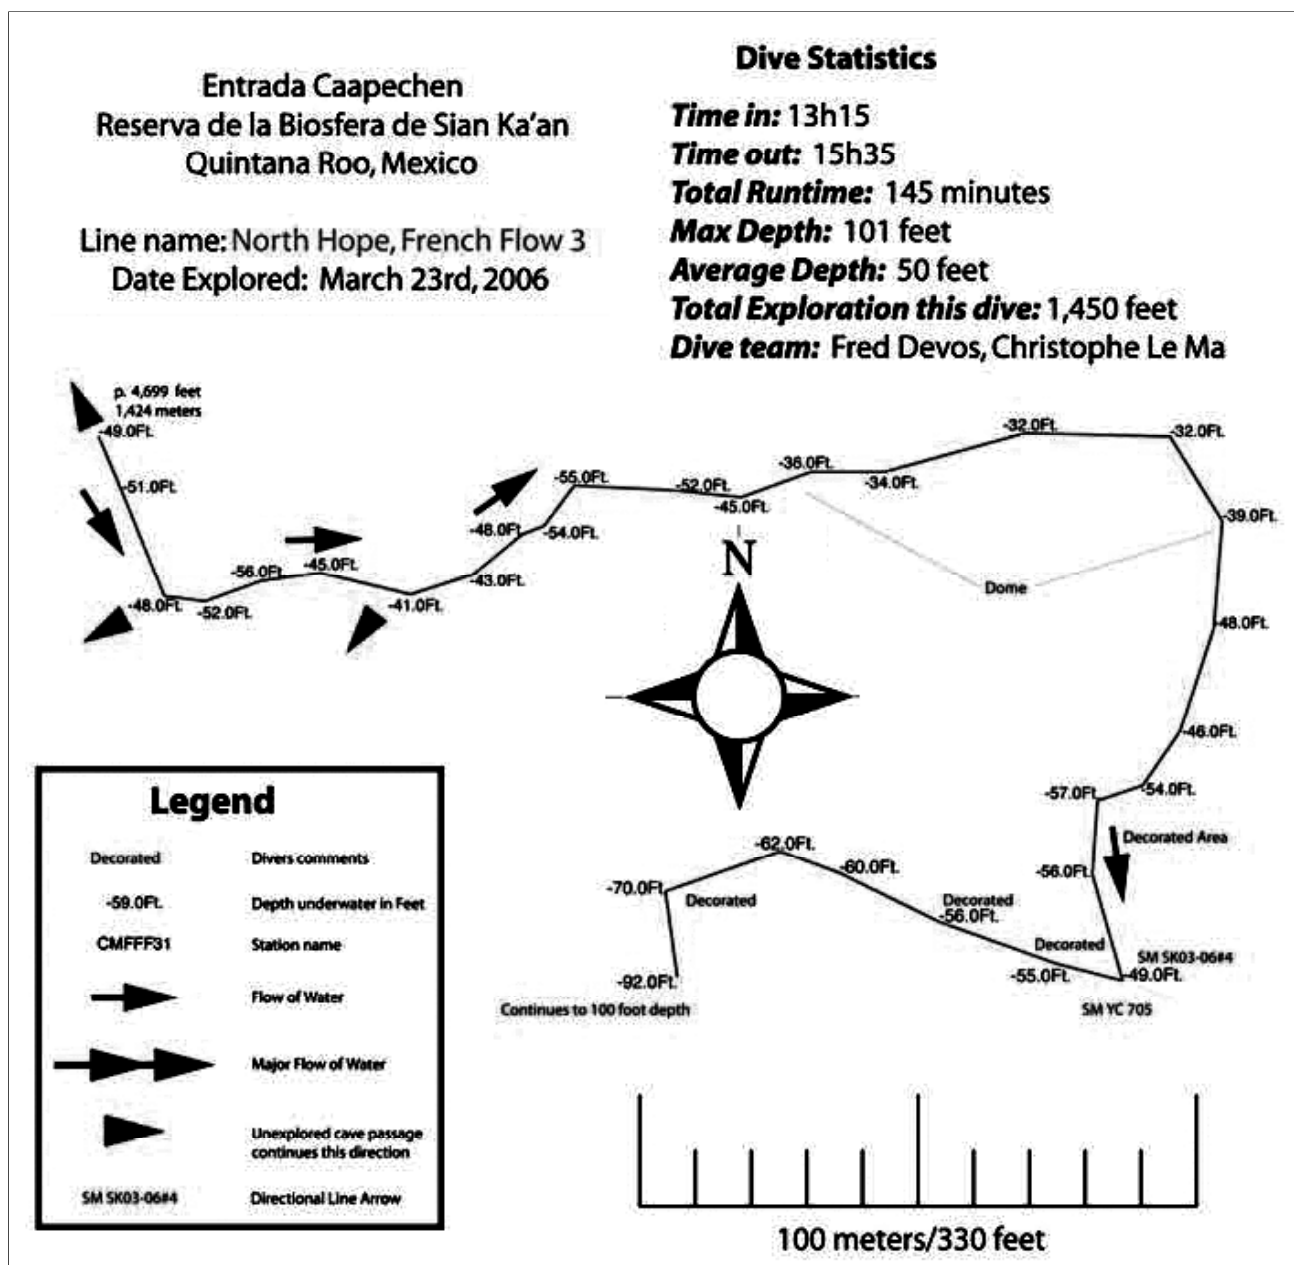 Entrada Caapechen
Reserva de la Biosfera de Sian Ka'an
Quintana Roo, Mexico
Line name: North Hope, French Flow 3
Date Explored: March 23rd, 2006
Dive Statistics
Time in: 13h15
Time out: 15h35
Total Runtime: 145 minutes
Max Depth: 101 feet
Average Depth: 50 feet
Total Exploration this dive: 1,450 feet
Dive team: Fred Devos, Christophe Le Ma
p. 4,699 feet
1,424 meters
-49.0Ft.
-51.0Ft.
-48.0Ft.
-52.0Ft.
-56.0Ft.
-45.0Ft.
-41.0Ft.
-43.0Ft.
-48.0Ft.
-54.0Ft.
-55.0Ft.
-52.0Ft.
-45.0Ft.
-36.0Ft.
-34.0Ft.
-32.0Ft.
-32.0Ft.
-39.0Ft.
Dome
-48.0Ft.
-46.0Ft.
-54.0Ft.
-57.0Ft.
Decorated Area
-56.0Ft.
SM SK03-06#4
-49.0Ft.
SM YC 705
-55.0Ft.
Decorated
-56.0Ft.
Decorated
-60.0Ft.
-62.0Ft.
Decorated
-70.0Ft.
-92.0Ft.
Continues to 100 foot depth
N
Legend
Decorated Divers comments
-59.0Ft. Depth underwater in Feet
CMFFF31 Station name
Flow of Water
Major Flow of Water
Unexplored cave passage
continues this direction
SM SK03-06#4 Directional Line Arrow
100 meters/330 feet